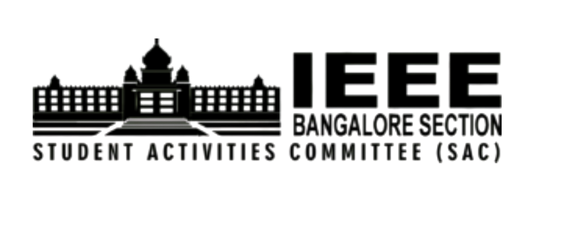 IEEE
BANGALORE SECTION
STUDENT ACTIVITIES COMMITTEE (SAC)